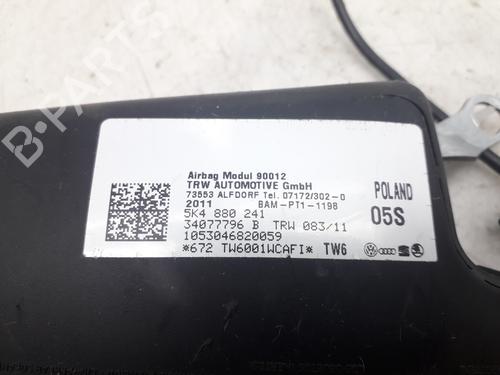 B-PARTS
Airbag Modul 90012
TRW AUTOMOTIVE GmbH
73553 ALFDORF Tel. 07172/302-0
2011 BAM-PT1-1198
5K4 880 241
34077796 B TRW 083/11
1053046820059
*672 TW6001WCAFI* TW6
POLAND
05S